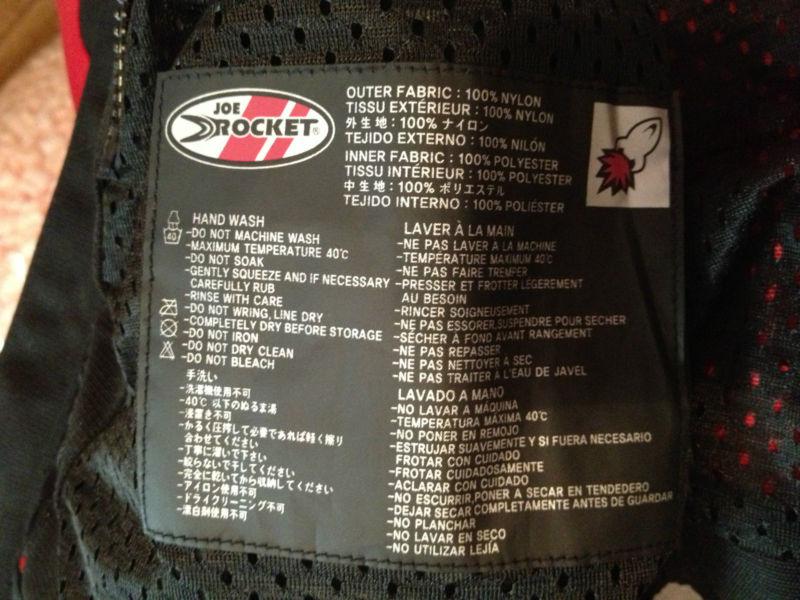 JOE
ROCKET®
OUTER FABRIC : 100% NYLON
TISSU EXTÉRIEUR : 100% NYLON
外生地 : 100% ナイロン
TEJIDO EXTERNO : 100% NILÓN
INNER FABRIC : 100% POLYESTER
TISSU INTÉRIEUR : 100% POLYESTER
中生地 : 100% ポリエステル
TEJIDO INTERNO : 100% POLIÉSTER
40
HAND WASH
-DO NOT MACHINE WASH
-MAXIMUM TEMPERATURE 40℃
-DO NOT SOAK
-GENTLY SQUEEZE AND IF NECESSARY
CAREFULLY RUB
-RINSE WITH CARE
-DO NOT WRING, LINE DRY
-COMPLETELY DRY BEFORE STORAGE
-DO NOT IRON
-DO NOT DRY CLEAN
-DO NOT BLEACH
手洗い
-洗濯機使用不可
-40℃ 以下のぬるま湯
-浸置き不可
-かるく圧搾して必要であれば軽く擦り
合わせてください
-丁寧に濯いで下さい
-絞らないで干してください
-完全に乾いてから収納してください
-アイロン使用不可
-ドライクリーニング不可
-漂白剤使用不可
LAVER À LA MAIN
-NE PAS LAVER A LA MACHINE
-TEMPÉRATURE MAXIMUM 40℃
-NE PAS FAIRE TREMPER
-PRESSER ET FROTTER LÉGEREMENT
AU BESOIN
-RINCER SOIGNEUSEMENT
-NE PAS ESSORER,SUSPENDRE POUR SECHER
-SÉCHER À FOND AVANT RANGEMENT
-NE PAS REPASSER
-NE PAS NETTOYER A SEC
-NE PAS TRAITER À L'EAU DE JAVEL
LAVADO A MANO
-NO LAVAR A MÁQUINA
-TEMPERATURA MÁXIMA 40℃
-NO PONER EN REMOJO
-ESTRUJAR SUAVEMENTE Y SI FUERA NECESARIO
FROTAR CON CUIDADO
-FROTAR CUIDADOSAMENTE
-ACLARAR CON CUIDADO
-NO ESCURRIR,PONER A SECAR EN TENDEDERO
-DEJAR SECAR COMPLETAMENTE ANTES DE GUARDAR
-NO PLANCHAR
-NO LAVAR EN SECO
-NO UTILIZAR LEJÍA